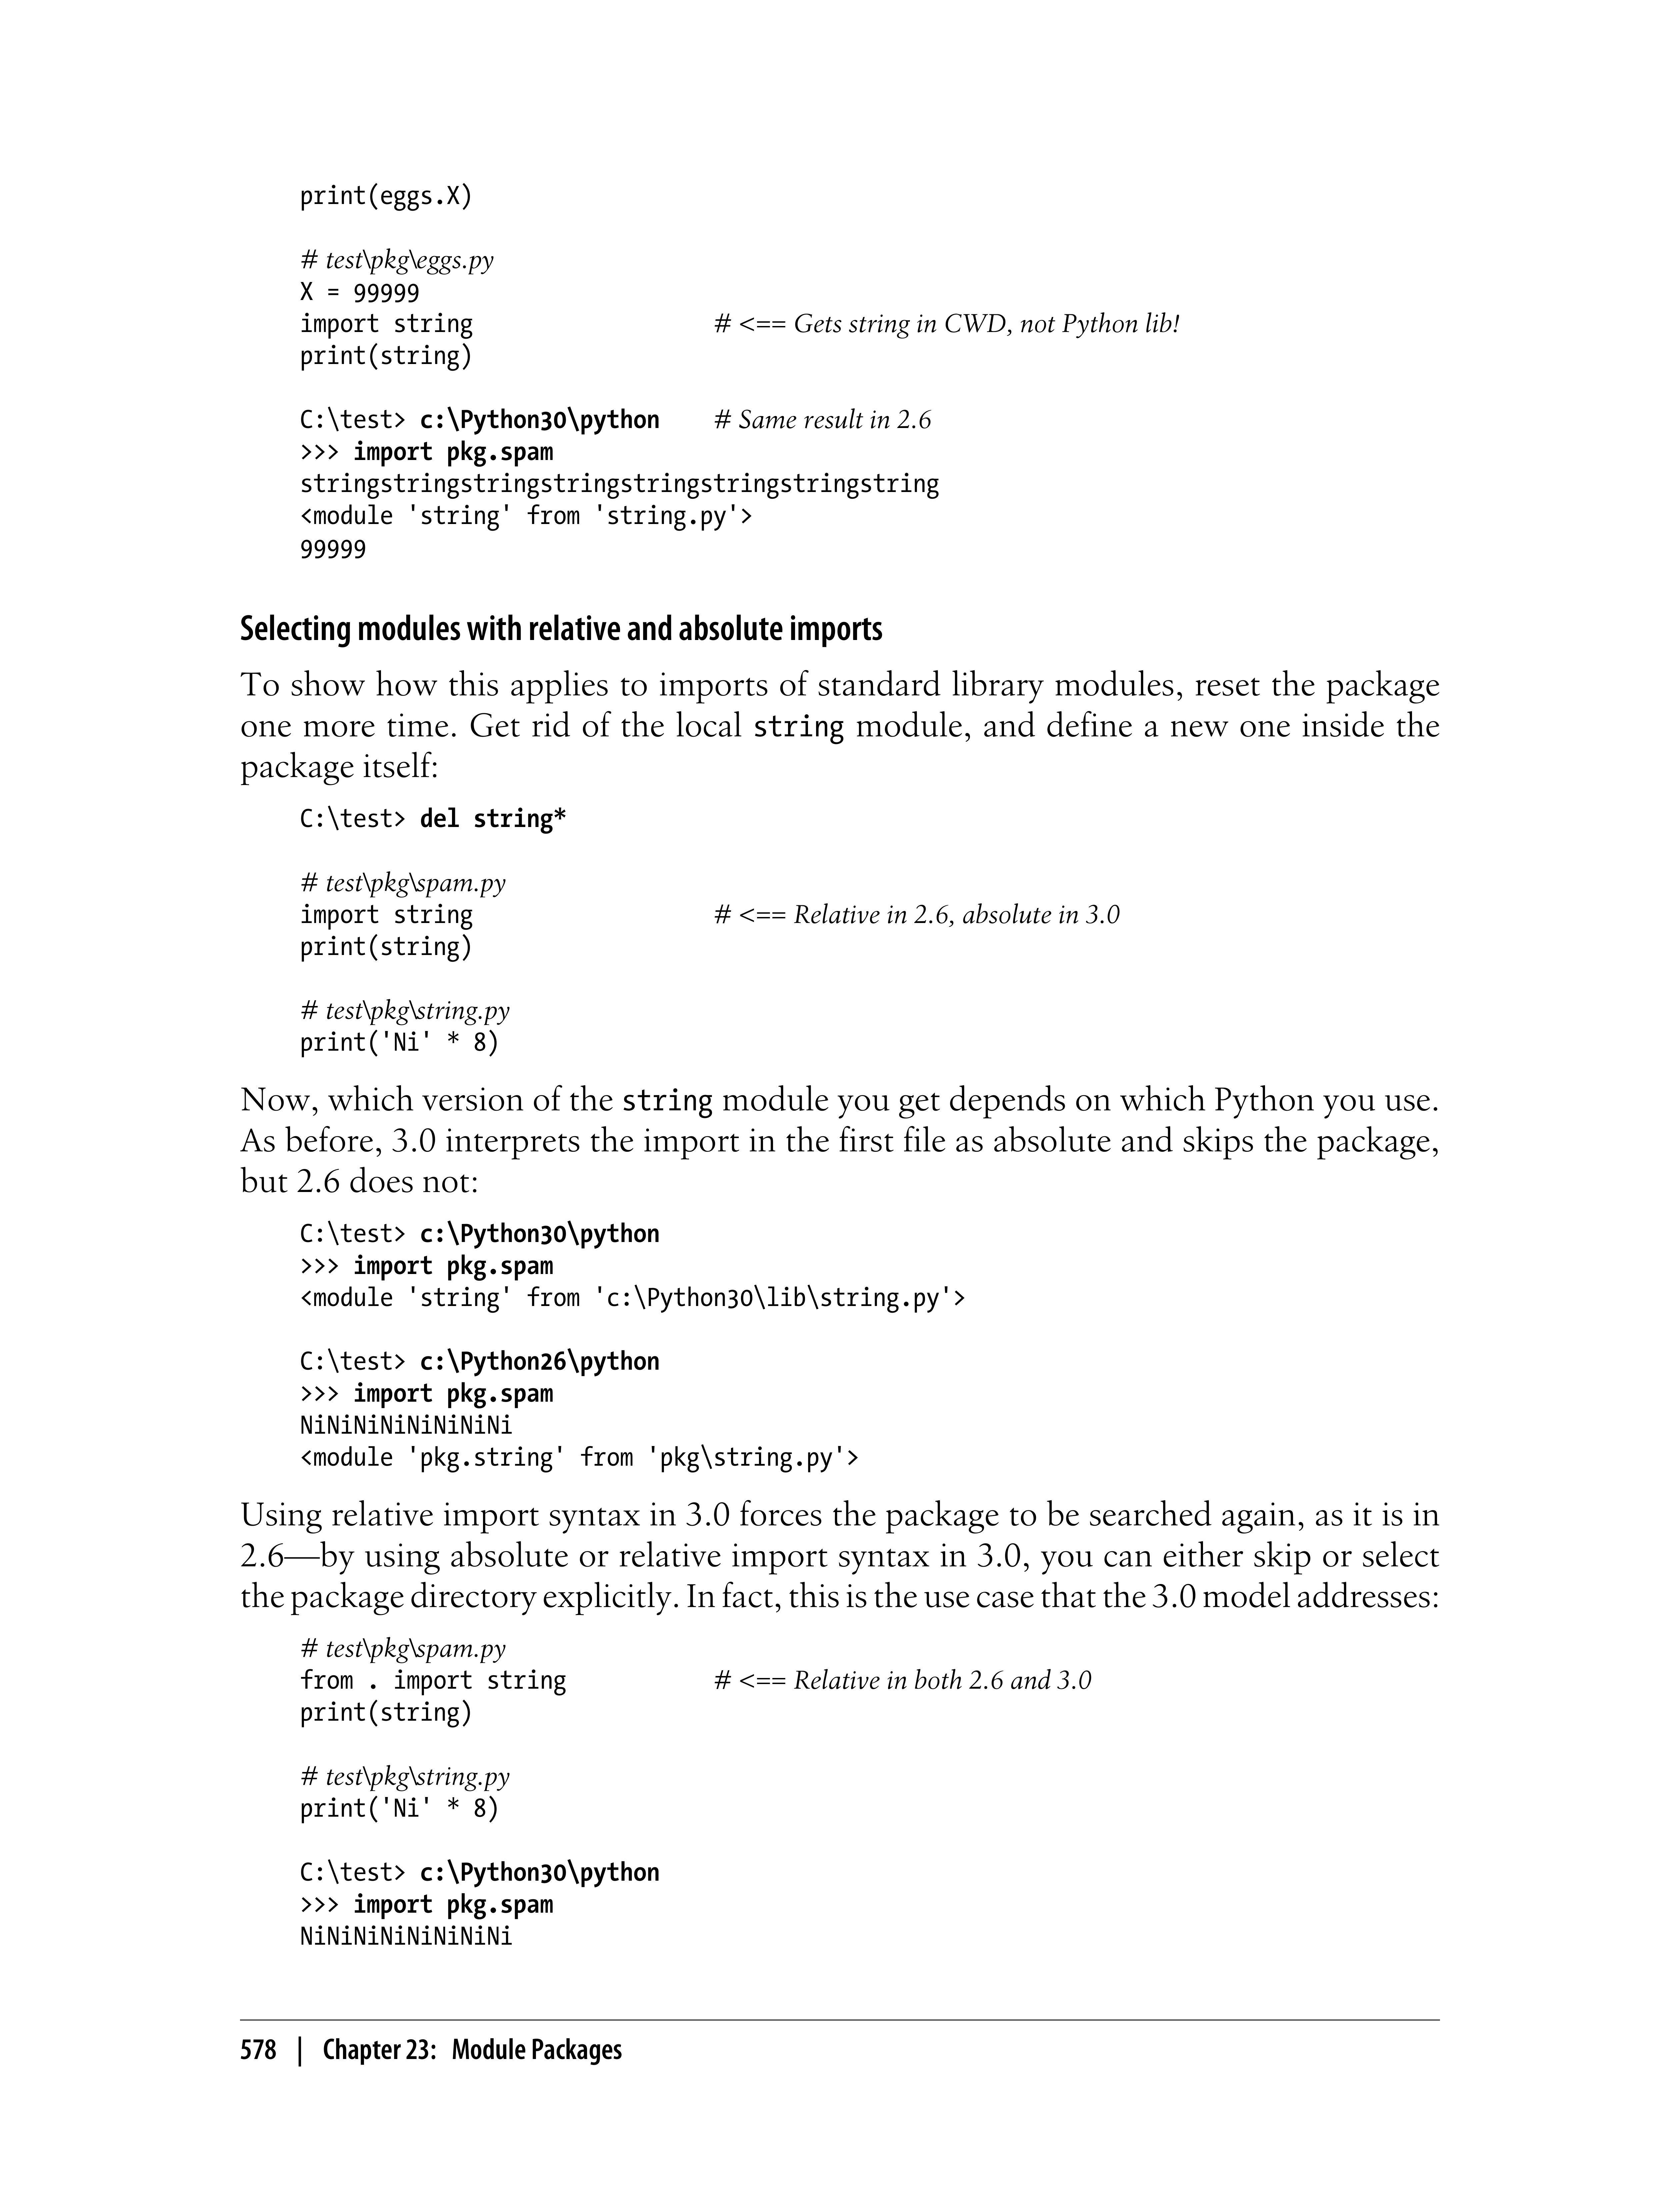 print(eggs.X)
# test\pkg\eggs.py
X = 99999
import string # <== Gets string in CWD, not Python lib!
print(string)
C:\test> c:\Python30\python # Same result in 2.6
>>> import pkg.spam
stringstringstringstringstringstringstringstring
<module 'string' from 'string.py'>
99999
Selecting modules with relative and absolute imports
To show how this applies to imports of standard library modules, reset the package
one more time. Get rid of the local string module, and define a new one inside the
package itself:
C:\test> del string*
# test\pkg\spam.py
import string # <== Relative in 2.6, absolute in 3.0
print(string)
# test\pkg\string.py
print('Ni' * 8)
Now, which version of the string module you get depends on which Python you use.
As before, 3.0 interprets the import in the first file as absolute and skips the package,
but 2.6 does not:
C:\test> c:\Python30\python
>>> import pkg.spam
<module 'string' from 'c:\Python30\lib\string.py'>
C:\test> c:\Python26\python
>>> import pkg.spam
NiNiNiNiNiNiNiNi
<module 'pkg.string' from 'pkg\string.py'>
Using relative import syntax in 3.0 forces the package to be searched again, as it is in
2.6—by using absolute or relative import syntax in 3.0, you can either skip or select
the package directory explicitly. In fact, this is the use case that the 3.0 model addresses:
# test\pkg\spam.py
from . import string # <== Relative in both 2.6 and 3.0
print(string)
# test\pkg\string.py
print('Ni' * 8)
C:\test> c:\Python30\python
>>> import pkg.spam
NiNiNiNiNiNiNiNi
578 | Chapter 23: Module Packages